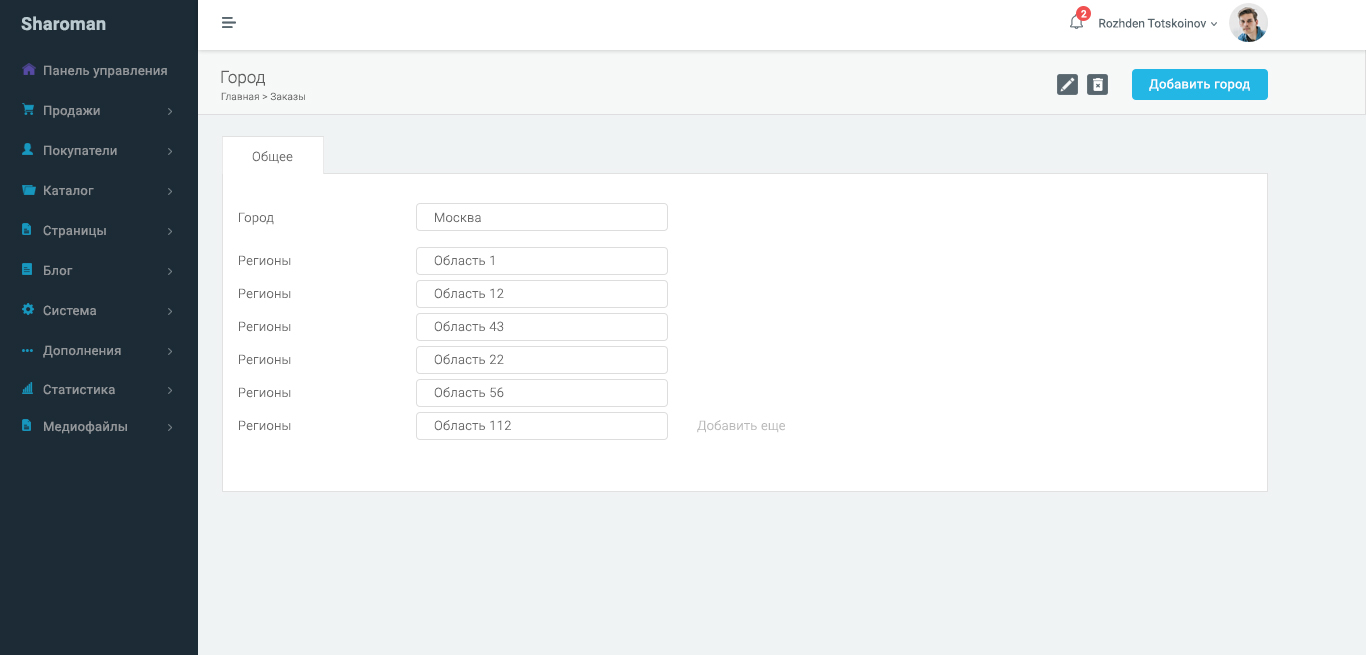 Sharoman
2
Rozhden Totskoinov
Панель управления
Продажи
Покупатели
Каталог
Страницы
Блог
Система
Дополнения
Статистика
Медиофайлы
Город
Главная > Заказы
Добавить город
Общее
Город Москва
Регионы Область 1
Регионы Область 12
Регионы Область 43
Регионы Область 22
Регионы Область 56
Регионы Область 112 Добавить еще